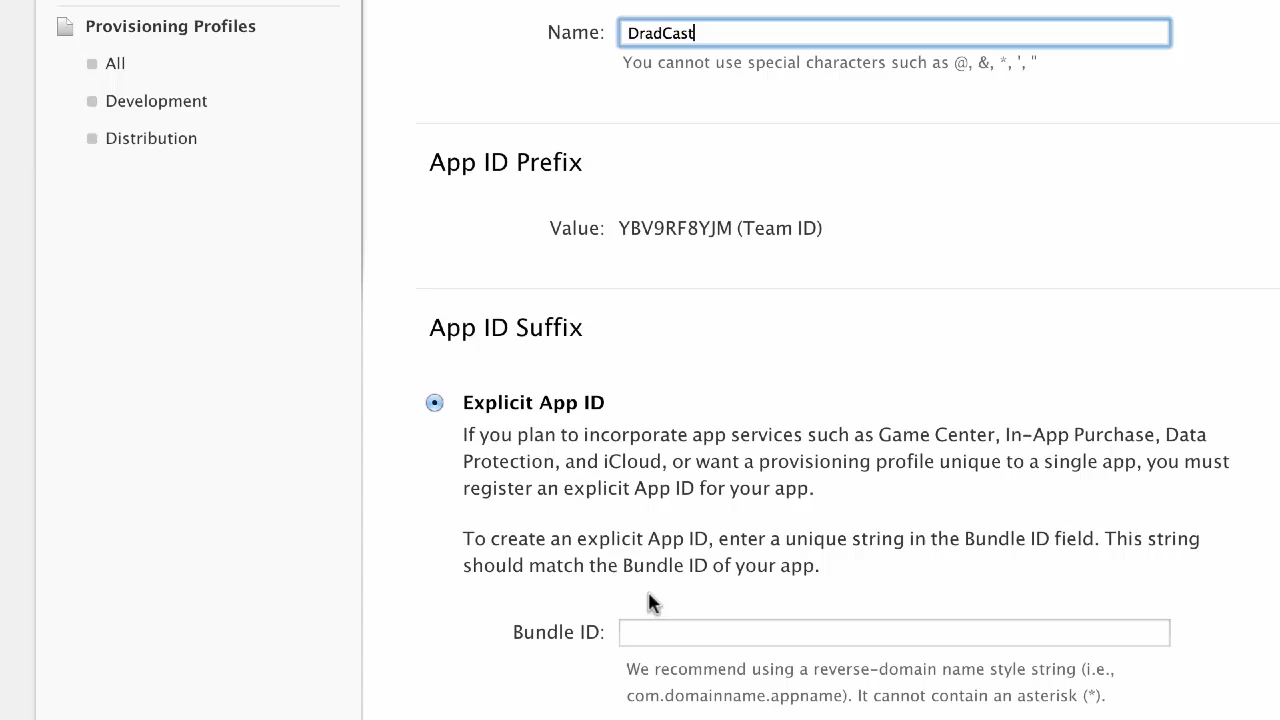 Provisioning Profiles
All
Development
Distribution
Name: DradCast
You cannot use special characters such as @, &, *, ', "
App ID Prefix
Value: YBV9RF8YJM (Team ID)
App ID Suffix
Explicit App ID
If you plan to incorporate app services such as Game Center, In-App Purchase, Data
Protection, and iCloud, or want a provisioning profile unique to a single app, you must
register an explicit App ID for your app.
To create an explicit App ID, enter a unique string in the Bundle ID field. This string
should match the Bundle ID of your app.
Bundle ID:
We recommend using a reverse-domain name style string (i.e.,
com.domainname.appname). It cannot contain an asterisk (*).